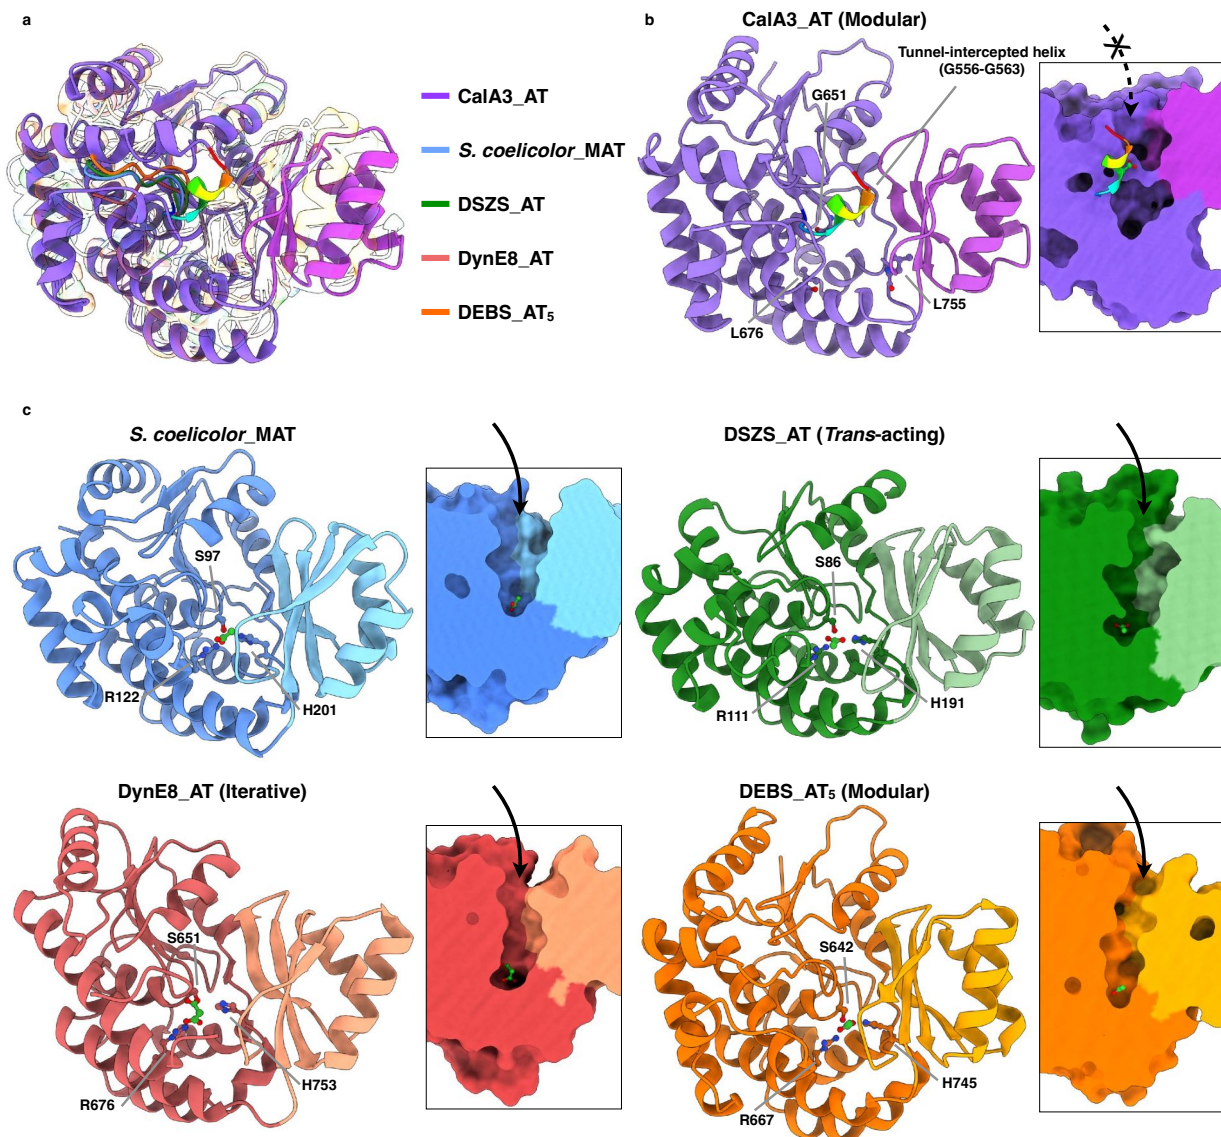 a
CalA3_AT
S. coelicolor_MAT
DSZS_AT
DynE8_AT
DEBS_AT₅
b
CalA3_AT (Modular)
Tunnel-intercepted helix
(G556-G563)
G651
L755
L676
c
S. coelicolor_MAT
S97
R122
H201
DSZS_AT (Trans-acting)
S86
R111
H191
DynE8_AT (Iterative)
S651
H753
R676
DEBS_AT₅ (Modular)
S642
H745
R667